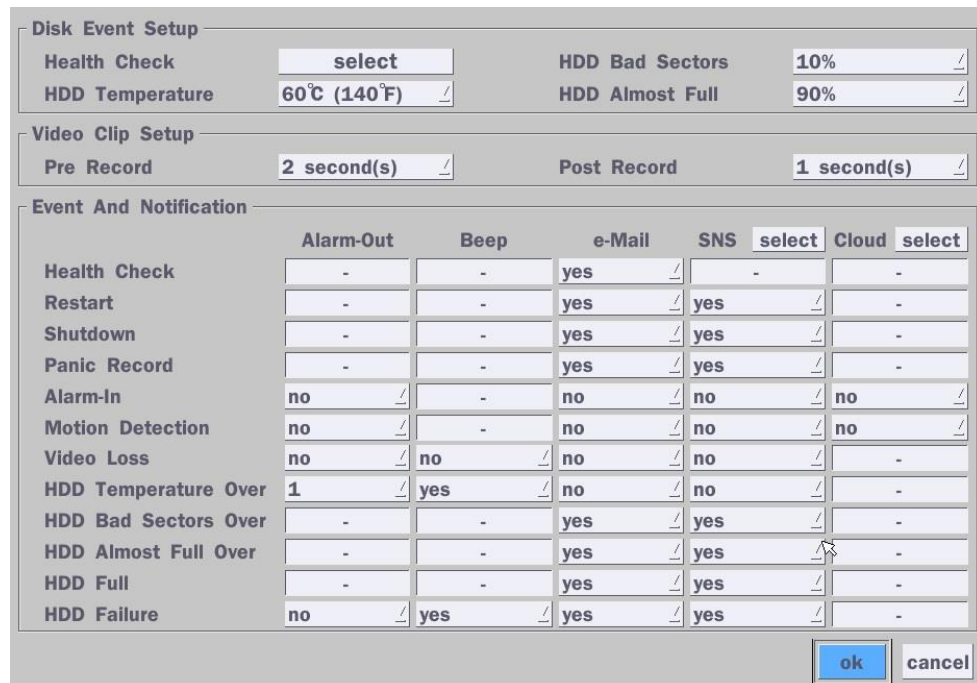 Disk Event Setup
Health Check select HDD Bad Sectors 10%
HDD Temperature 60℃ (140℉) HDD Almost Full 90%
Video Clip Setup
Pre Record 2 second(s) Post Record 1 second(s)
Event And Notification
Alarm-Out Beep e-Mail SNS select Cloud select
Health Check - - yes - -
Restart - - yes yes -
Shutdown - - yes yes -
Panic Record - - yes yes -
Alarm-In no - no no no
Motion Detection no - no no no
Video Loss no no no no -
HDD Temperature Over 1 yes no no -
HDD Bad Sectors Over - - yes yes -
HDD Almost Full Over - - yes yes -
HDD Full - - yes yes -
HDD Failure no yes yes yes -
ok cancel